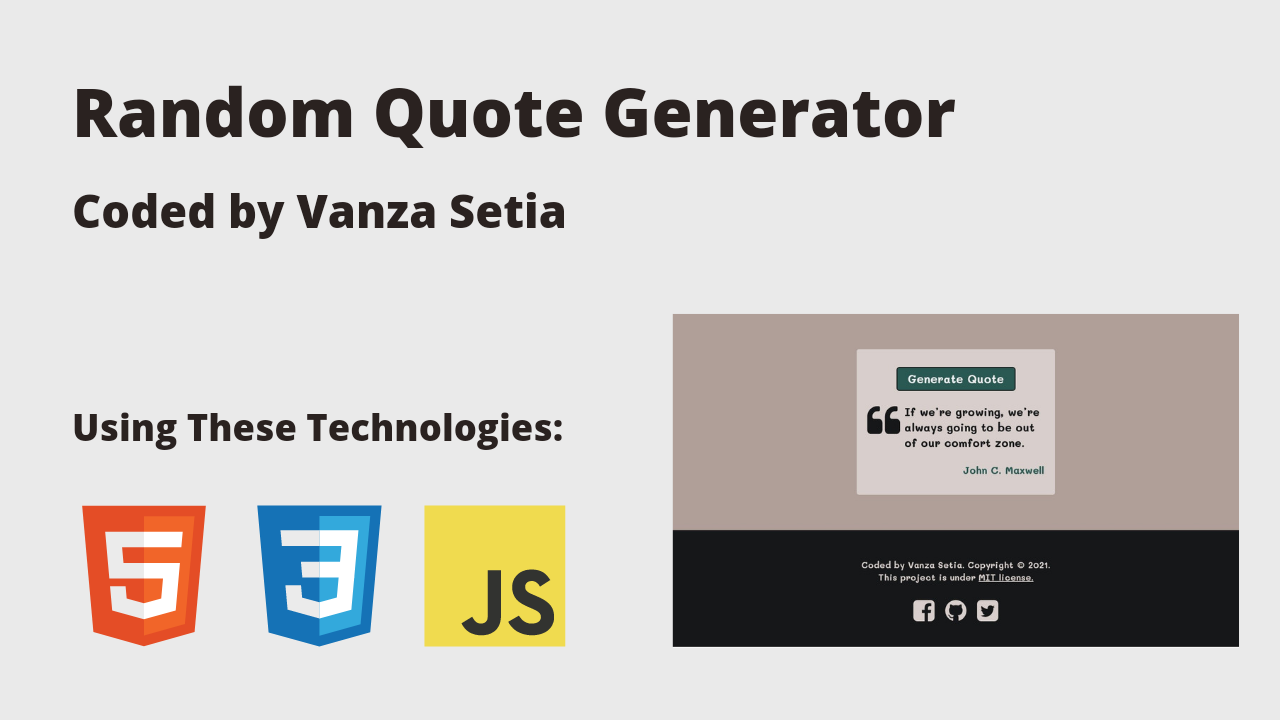 Random Quote Generator
Coded by Vanza Setia
Using These Technologies:
5
3
JS
Generate Quote
If we're growing, we're
always going to be out
of our comfort zone.
John C. Maxwell
Coded by Vanza Setia. Copyright © 2021.
This project is under MIT license.